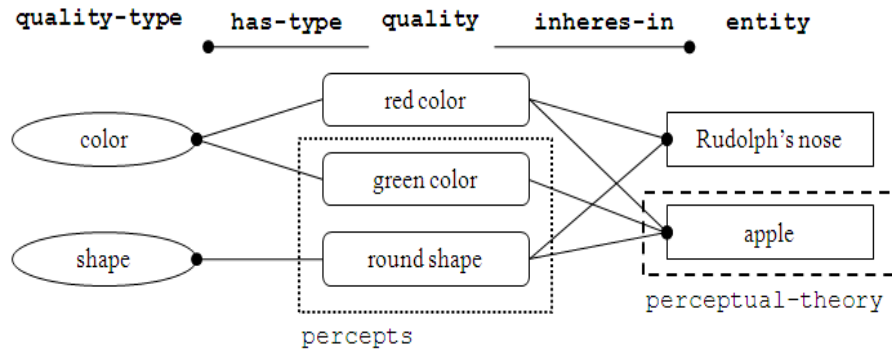 quality-type has-type quality inheres-in entity
red color
color
Rudolph's nose
green color
apple
shape
round shape
perceptual-theory
percepts